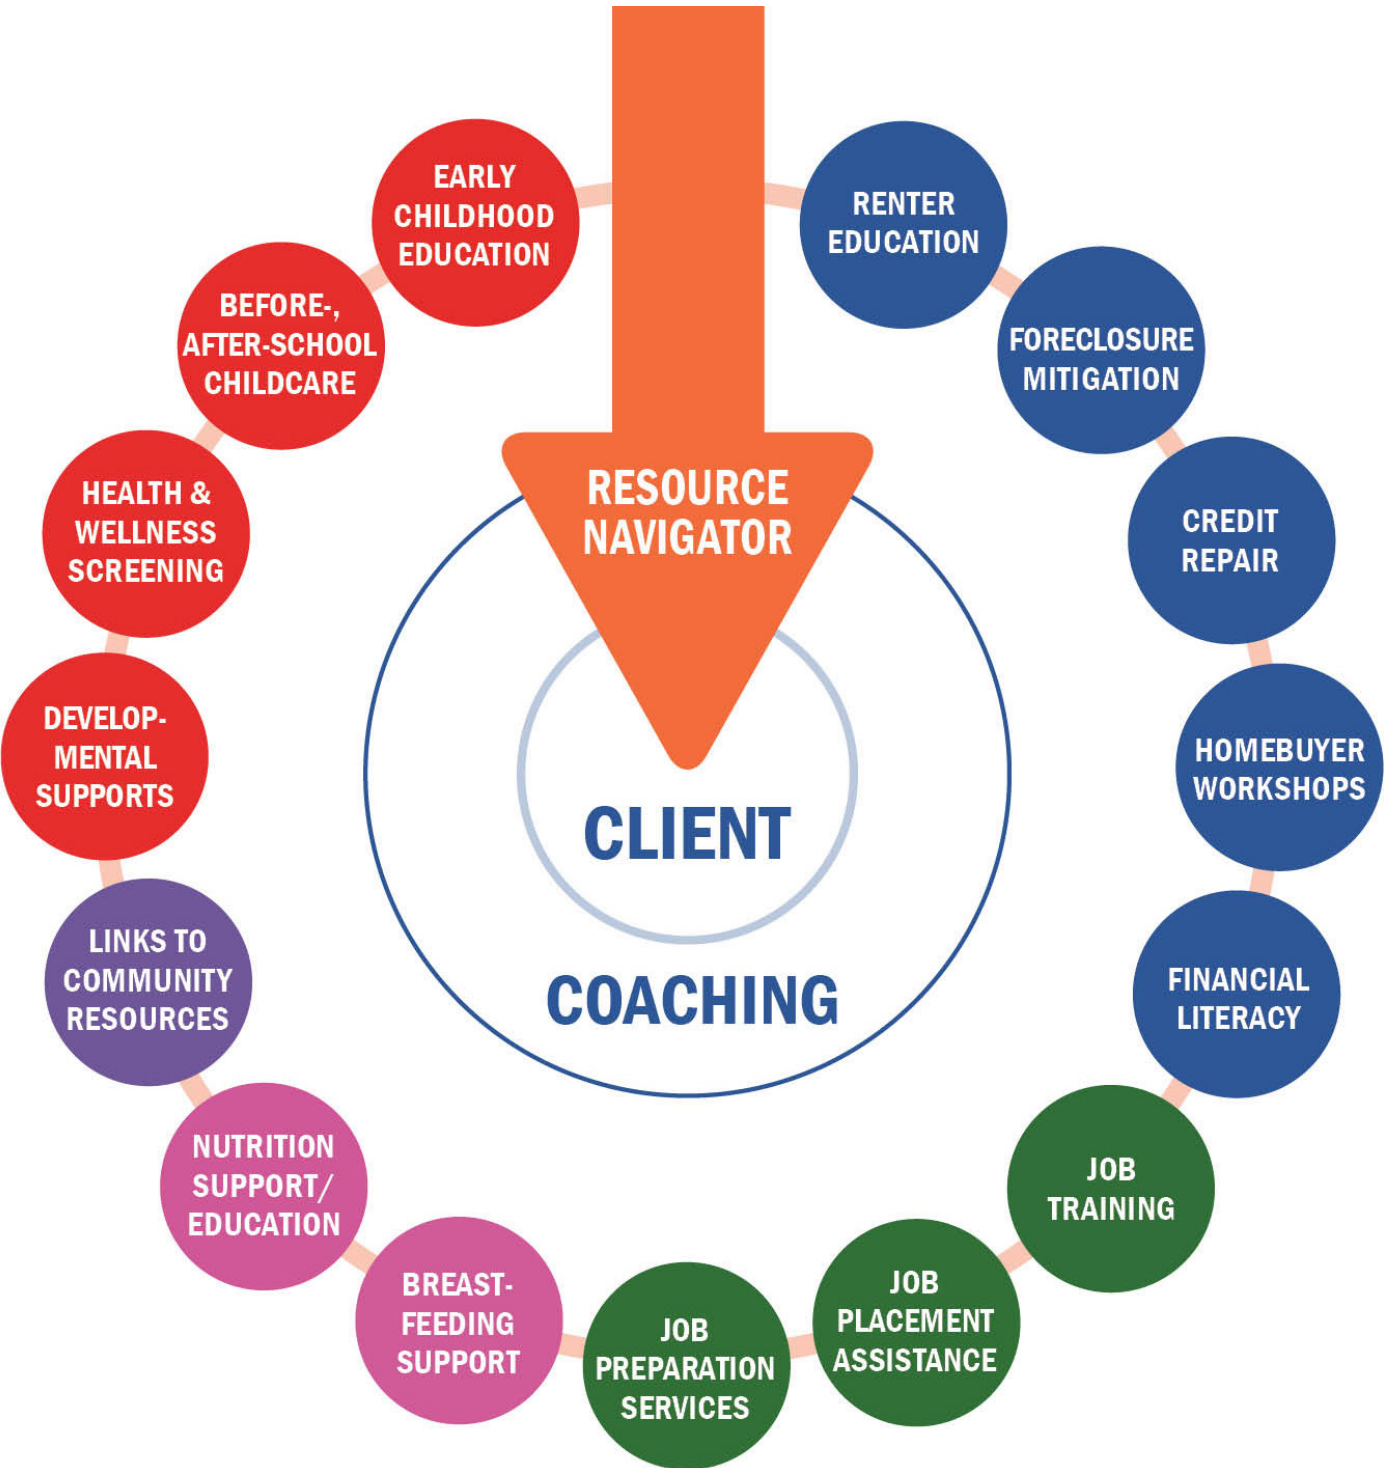 EARLY
CHILDHOOD
EDUCATION
RENTER
EDUCATION
BEFORE-,
AFTER-SCHOOL
CHILDCARE
FORECLOSURE
MITIGATION
HEALTH &
WELLNESS
SCREENING
RESOURCE
NAVIGATOR
CREDIT
REPAIR
DEVELOP-
MENTAL
SUPPORTS
CLIENT
HOMEBUYER
WORKSHOPS
LINKS TO
COMMUNITY
RESOURCES
COACHING
FINANCIAL
LITERACY
NUTRITION
SUPPORT/
EDUCATION
JOB
TRAINING
BREAST-
FEEDING
SUPPORT
JOB
PREPARATION
SERVICES
JOB
PLACEMENT
ASSISTANCE